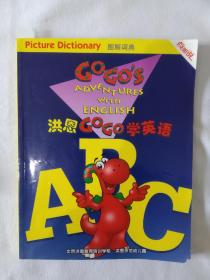 Picture Dictionary 图解词典
GOGO'S
ADVENTURES
WITH
ENGLISH
洪恩GOGO学英语
ABC